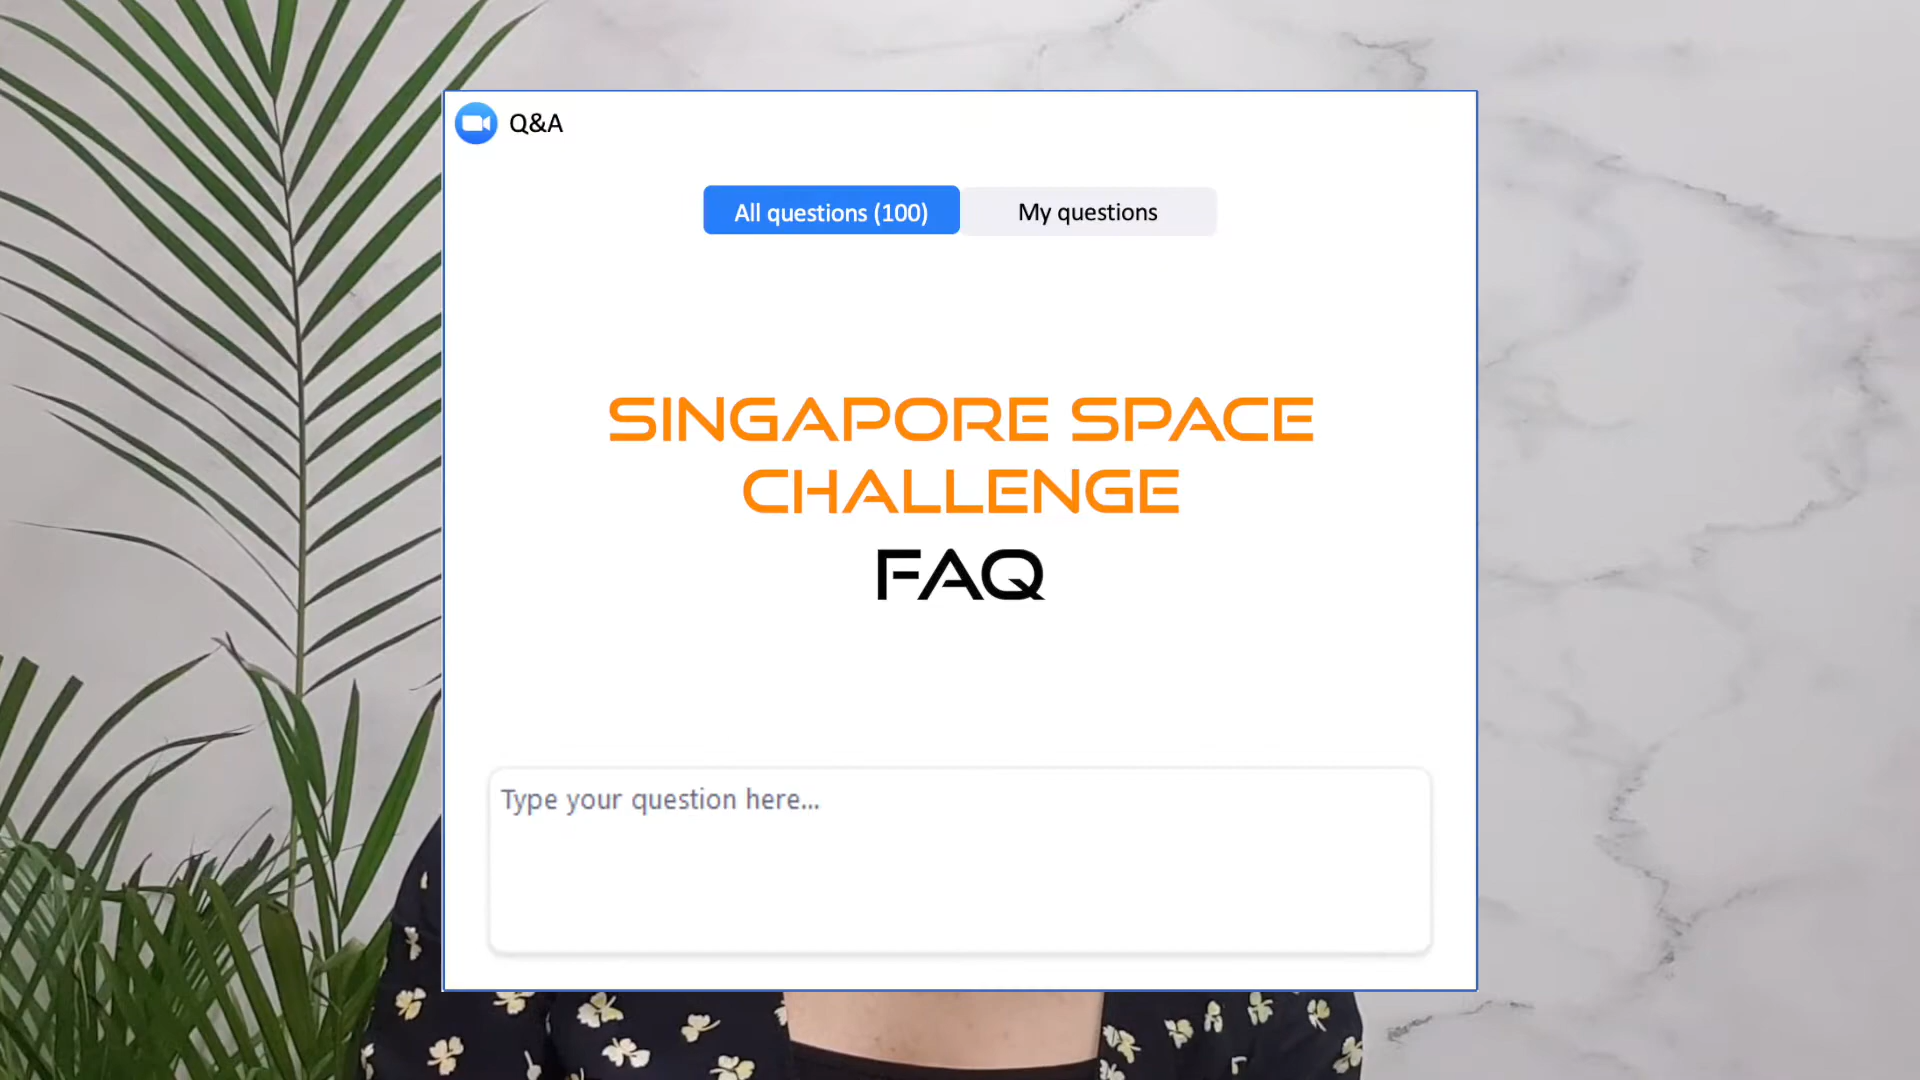 Q&A
All questions (100)
My questions
SINGAPORE SPACE
CHALLENGE
FAQ
Type your question here...